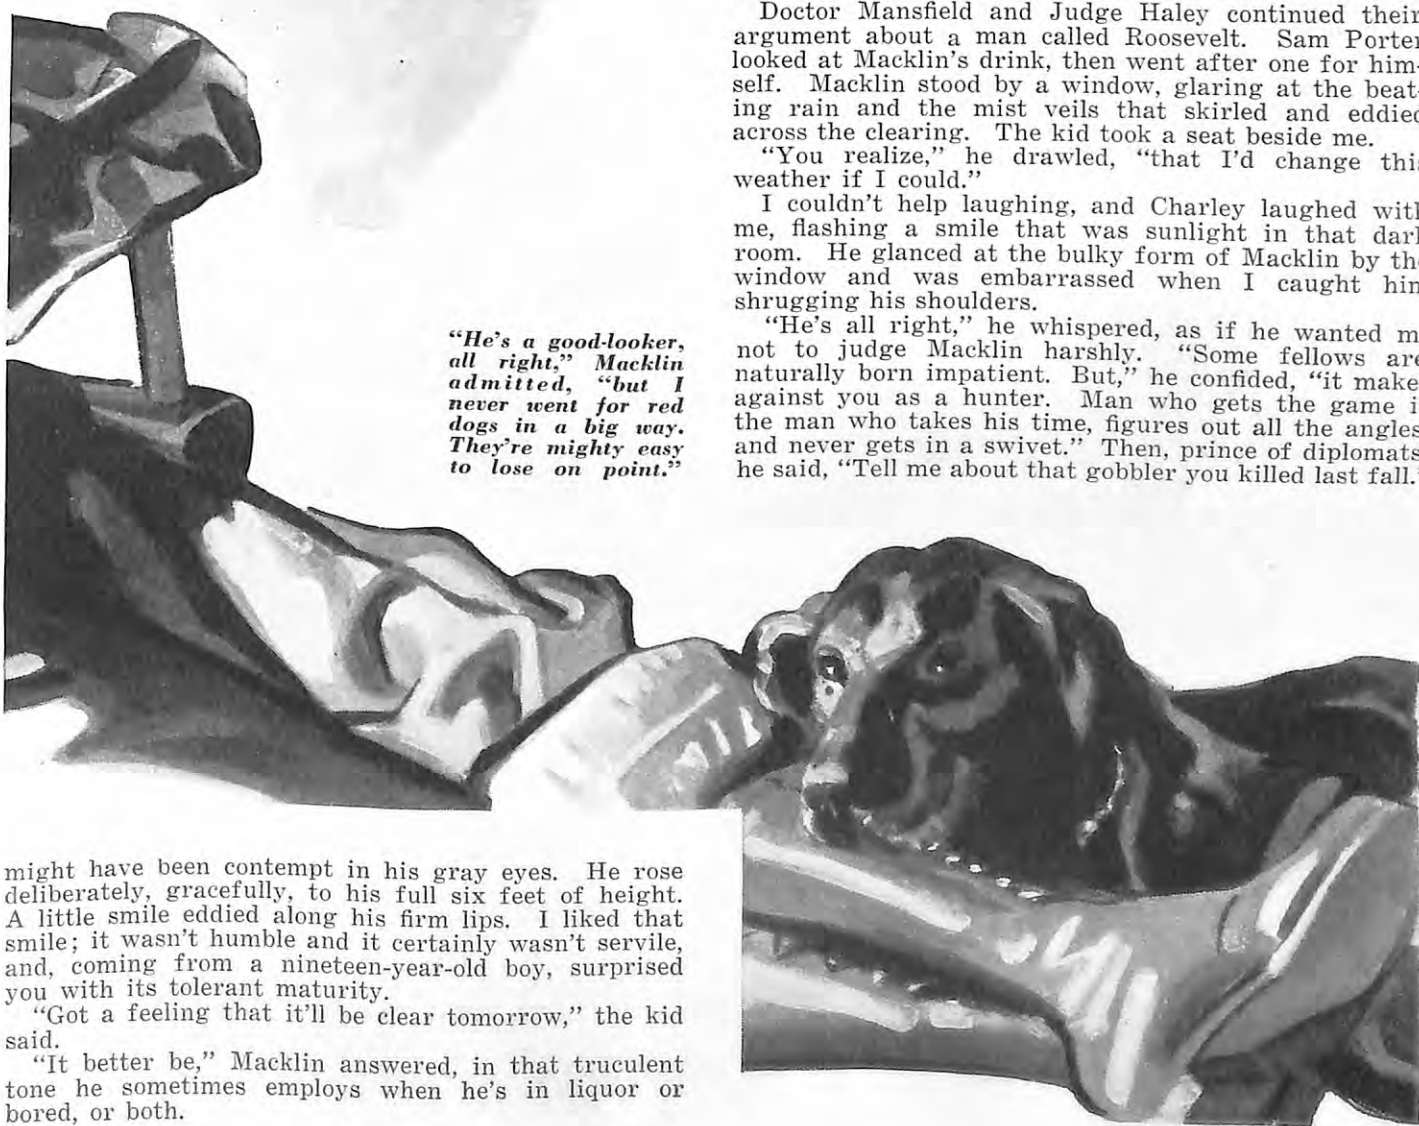 might have been contempt in his gray eyes. He rose
deliberately, gracefully, to his full six feet of height.
A little smile eddied along his firm lips. I liked that
smile; it wasn't humble and it certainly wasn't servile,
and, coming from a nineteen-year-old boy, surprised
you with its tolerant maturity.
"Got a feeling that it'll be clear tomorrow," the kid
said.
"It better be," Macklin answered, in that truculent
tone he sometimes employs when he's in liquor or
bored, or both.
"He's a good-looker,
all right," Macklin
admitted, "but I
never went for red
dogs in a big way.
They're mighty easy
to lose on point."
Doctor Mansfield and Judge Haley continued their
argument about a man called Roosevelt. Sam Porter
looked at Macklin's drink, then went after one for him-
self. Macklin stood by a window, glaring at the beat-
ing rain and the mist veils that skirled and eddied
across the clearing. The kid took a seat beside me.
"You realize," he drawled, "that I'd change this
weather if I could."
I couldn't help laughing, and Charley laughed with
me, flashing a smile that was sunlight in that dark
room. He glanced at the bulky form of Macklin by the
window and was embarrassed when I caught him
shrugging his shoulders.
"He's all right," he whispered, as if he wanted m
not to judge Macklin harshly. "Some fellows are
naturally born impatient. But," he confided, "it make
against you as a hunter. Man who gets the game i
the man who takes his time, figures out all the angles
and never gets in a swivet." Then, prince of diplomats
he said, "Tell me about that gobbler you killed last fall."